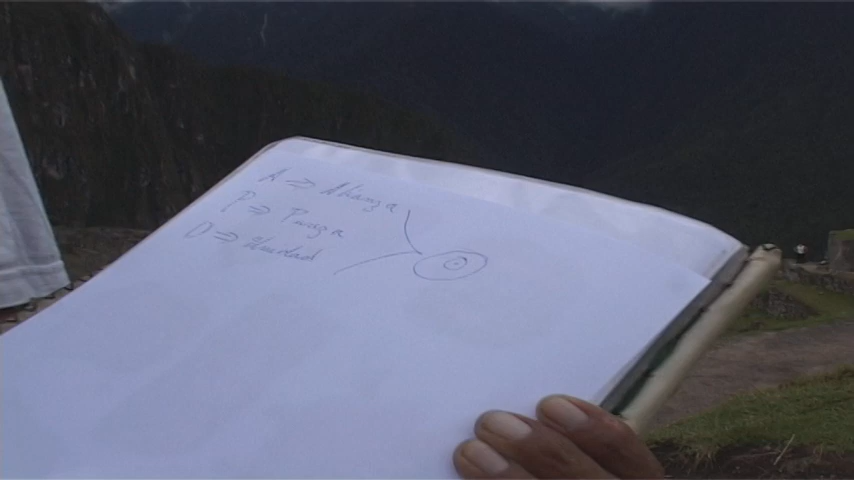 A ⇒ Alianza
P ⇒ Pureza
D ⇒ Unidad